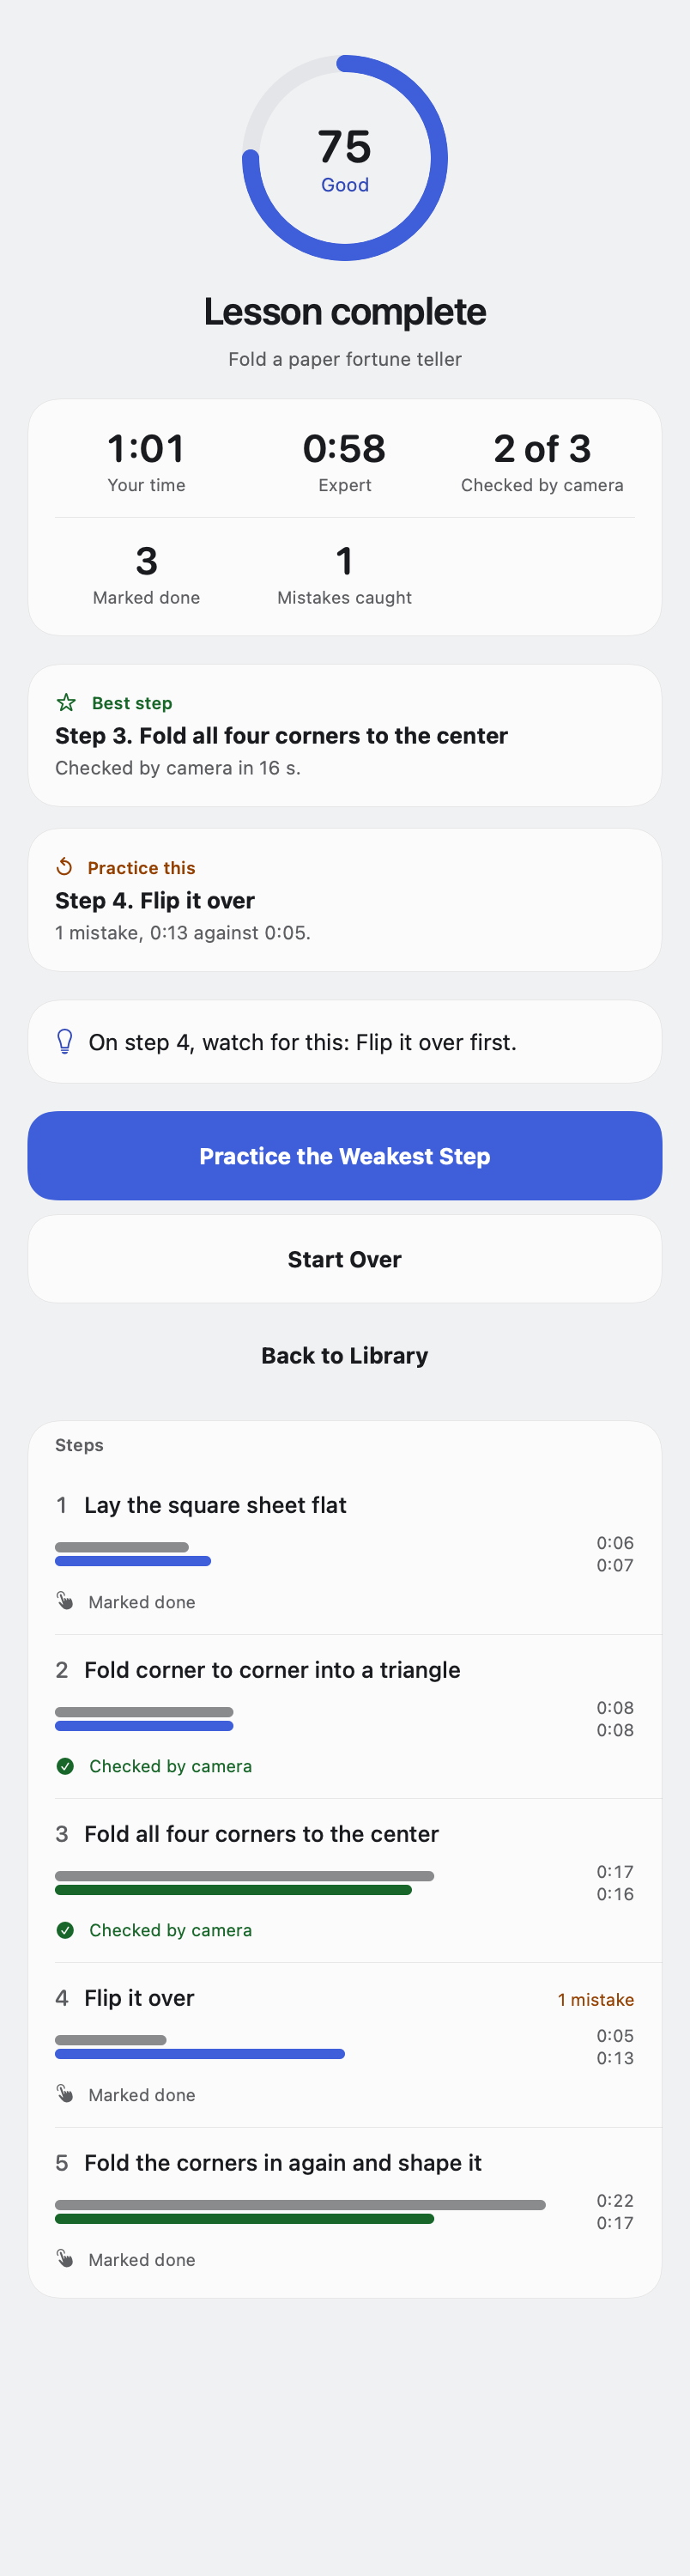 75
Good
Lesson complete
Fold a paper fortune teller
1:01 0:58 2 of 3
Your time Expert Checked by camera
3 1
Marked done Mistakes caught
Best step
Step 3. Fold all four corners to the center
Checked by camera in 16 s.
Practice this
Step 4. Flip it over
1 mistake, 0:13 against 0:05.
On step 4, watch for this: Flip it over first.
Practice the Weakest Step
Start Over
Back to Library
Steps
1 Lay the square sheet flat
0:06
0:07
Marked done
2 Fold corner to corner into a triangle
0:08
0:08
Checked by camera
3 Fold all four corners to the center
0:17
0:16
Checked by camera
4 Flip it over 1 mistake
0:05
0:13
Marked done
5 Fold the corners in again and shape it
0:22
0:17
Marked done